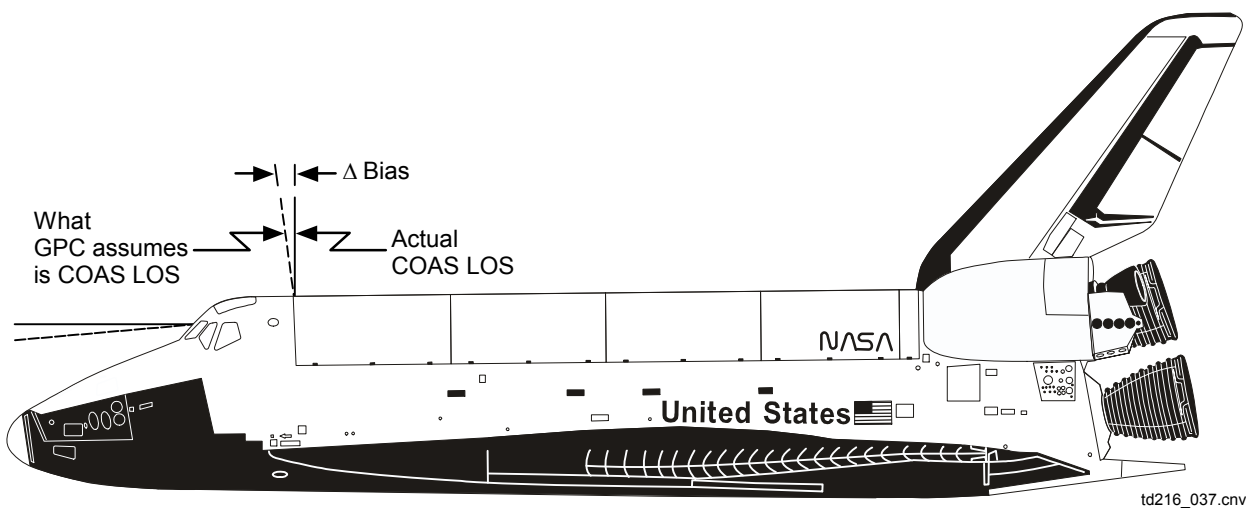 Δ Bias
What
GPC assumes
is COAS LOS
Actual
COAS LOS
NASA
United States
td216_037.cnv